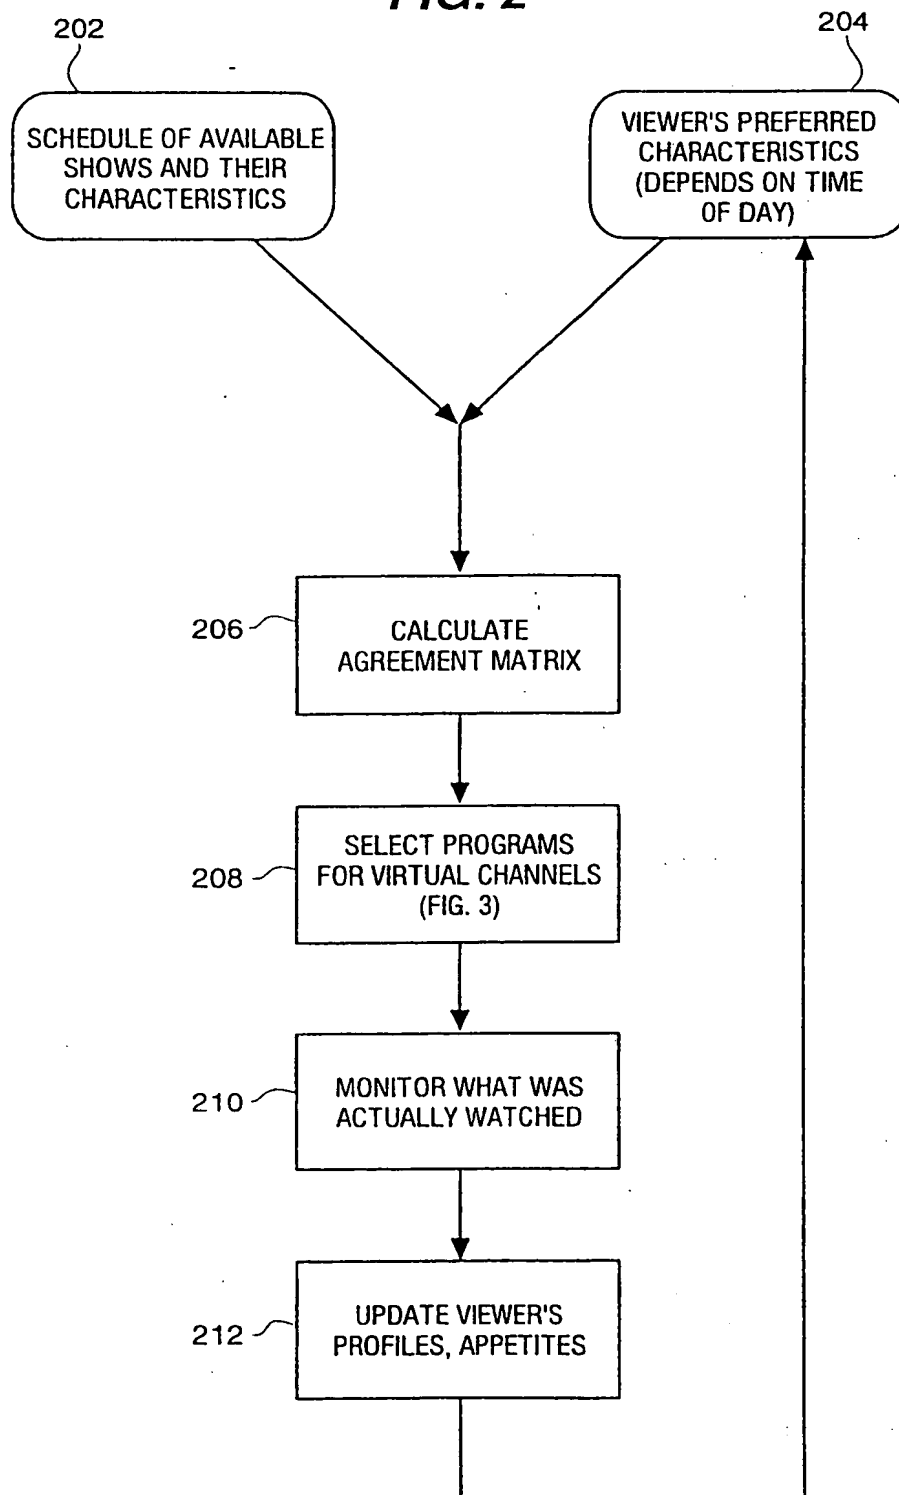 FIG. 2
202
204
SCHEDULE OF AVAILABLE
SHOWS AND THEIR
CHARACTERISTICS
VIEWER'S PREFERRED
CHARACTERISTICS
(DEPENDS ON TIME
OF DAY)
206
CALCULATE
AGREEMENT MATRIX
208
SELECT PROGRAMS
FOR VIRTUAL CHANNELS
(FIG. 3)
210
MONITOR WHAT WAS
ACTUALLY WATCHED
212
UPDATE VIEWER'S
PROFILES, APPETITES